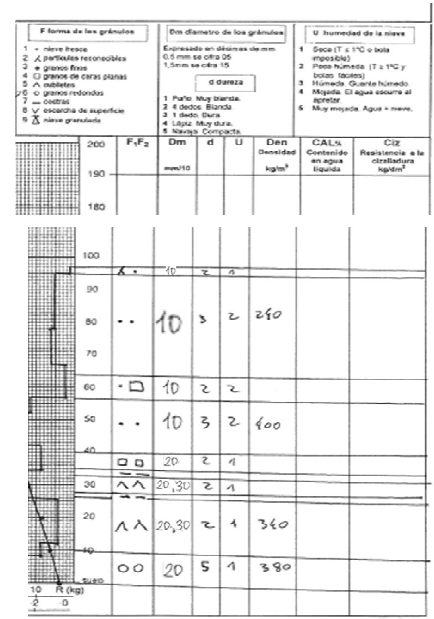 F forma de los gránulos
1 + nieve fresca
2 partículas reconocibles
3 granos finos
4 □ granos de caras planas
5 ∧ cubiletes
6 o granos redondos
7 — costras
8 V escarcha de superficie
9 nieve granulada
Dm diametro de los gránulos
Expresado en décimas de mm
0,5 mm se cifra 05
1,5mm se cifra 15
d dureza
1 Puño. Muy blanda.
2 4 dedos. Blanda
3 1 dedo. Dura
4 Lápiz. Muy dura.
5 Navaja. Compacta.
U humedad de la nieve
1 Seca (T ≤ 1ºC o bola
imposible)
2 Poco húmeda (T ≥ 1ºC y
bolas fáciles)
3 Húmeda. Guante húmedo.
4 Mojada. El agua escurre al
apretar
5 Muy mojada. Agua + nieve.
200 F₁F₂ Dm d U Den CAL% Ciz
Densidad Contenido Resistencia a la
en agua cizalladura
mm/10 kg/m³ líquida kg/dm²
190
180
100
10 2 1
90
80 • • 10 3 2 240
70
60 • □ 10 2 2
50 • • 10 3 2 400
40
□ □ 20 2 1
30 ∧ ∧ 20,30 2 1
20 ∧ ∧ 20,30 2 1 340
10
O O 20 5 1 380
suelo
10 R (kg)
-2 -0